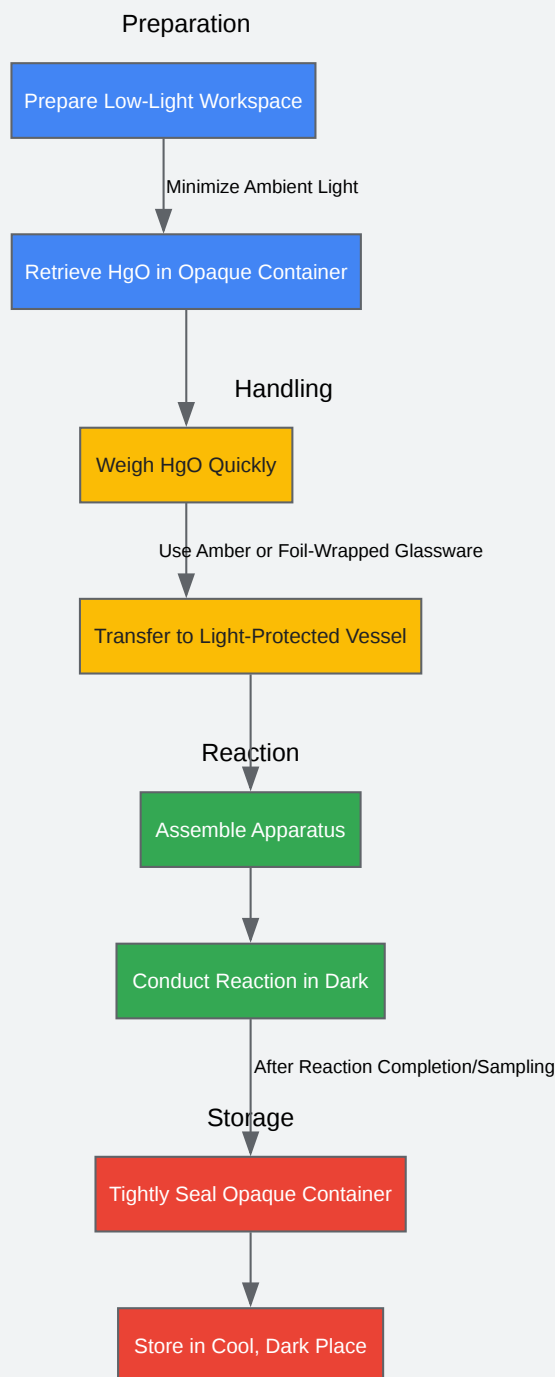 Preparation
Prepare Low-Light Workspace
Minimize Ambient Light
Retrieve HgO in Opaque Container
Handling
Weigh HgO Quickly
Use Amber or Foil-Wrapped Glassware
Transfer to Light-Protected Vessel
Reaction
Assemble Apparatus
Conduct Reaction in Dark
After Reaction Completion/Sampling
Storage
Tightly Seal Opaque Container
Store in Cool, Dark Place